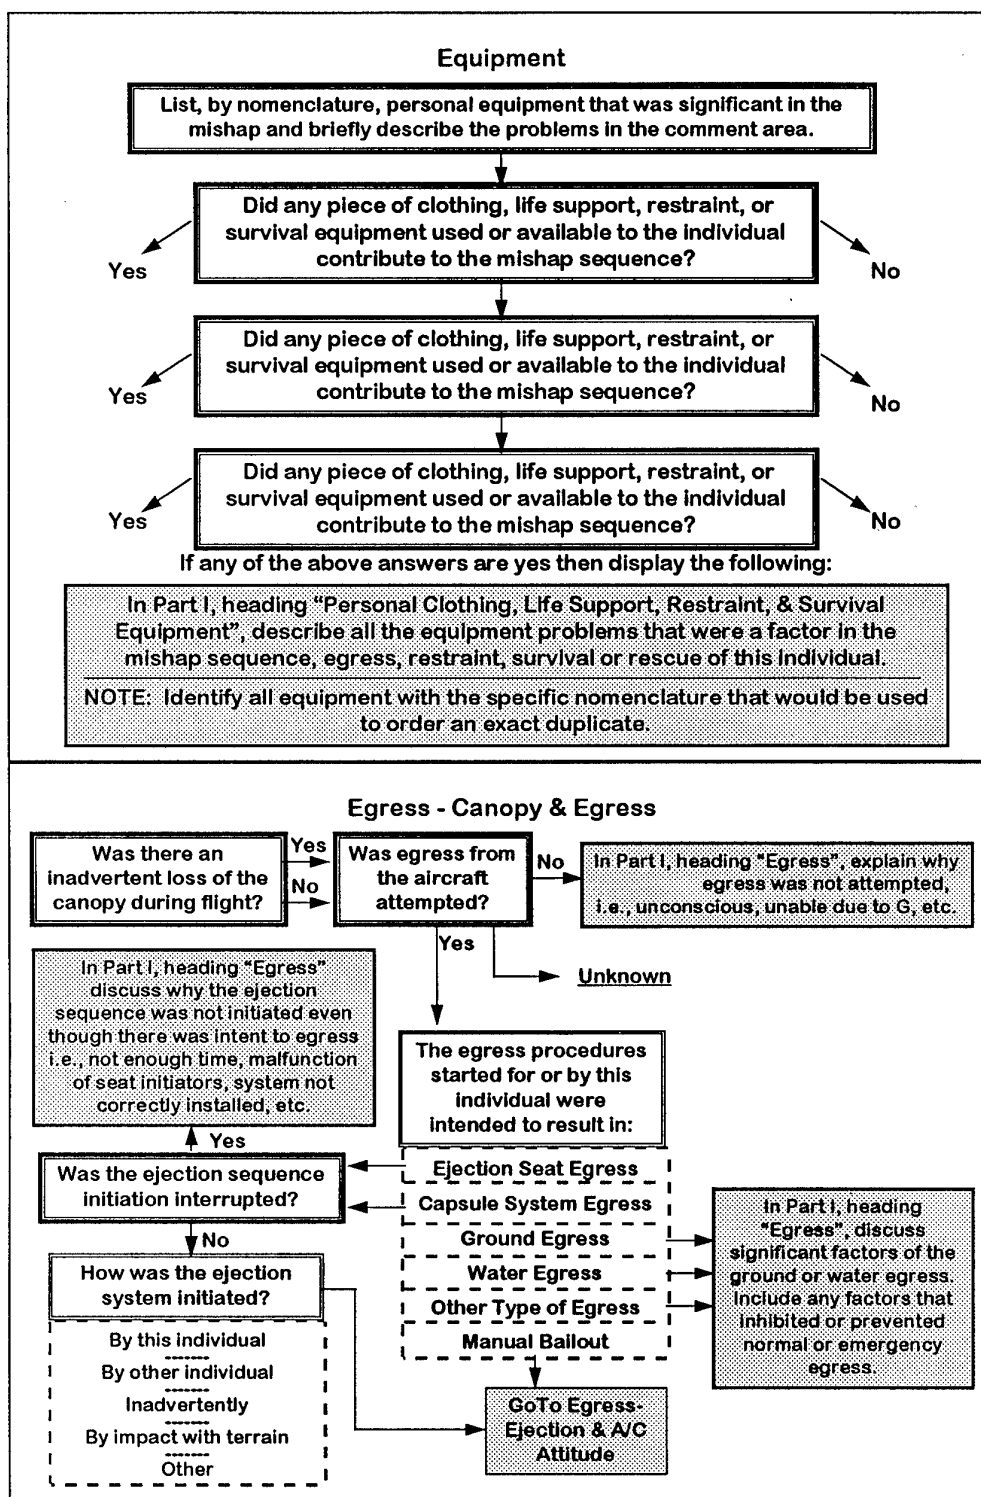 Equipment
List, by nomenclature, personal equipment that was significant in the
mishap and briefly describe the problems in the comment area.
Did any piece of clothing, life support, restraint, or
survival equipment used or available to the individual
contribute to the mishap sequence?
Yes
No
Did any piece of clothing, life support, restraint, or
survival equipment used or available to the individual
contribute to the mishap sequence?
Yes
No
Did any piece of clothing, life support, restraint, or
survival equipment used or available to the individual
contribute to the mishap sequence?
Yes
No
If any of the above answers are yes then display the following:
In Part I, heading “Personal Clothing, Life Support, Restraint, & Survival
Equipment”, describe all the equipment problems that were a factor in the
mishap sequence, egress, restraint, survival or rescue of this individual.
NOTE: Identify all equipment with the specific nomenclature that would be used
to order an exact duplicate.
Egress - Canopy & Egress
Was there an
inadvertent loss of the
canopy during flight?
Yes
No
Was egress from
the aircraft
attempted?
No
In Part I, heading “Egress”, explain why
egress was not attempted,
i.e., unconscious, unable due to G, etc.
Yes
Unknown
In Part I, heading “Egress”
discuss why the ejection
sequence was not initiated even
though there was intent to egress
i.e., not enough time, malfunction
of seat initiators, system not
correctly installed, etc.
The egress procedures
started for or by this
individual were
intended to result in:
Yes
Was the ejection sequence
initiation interrupted?
Ejection Seat Egress
Capsule System Egress
Ground Egress
Water Egress
Other Type of Egress
Manual Bailout
In Part I, heading
“Egress”, discuss
significant factors of the
ground or water egress.
Include any factors that
inhibited or prevented
normal or emergency
egress.
No
How was the ejection
system initiated?
By this individual
By other individual
Inadvertently
By impact with terrain
Other
GoTo Egress-
Ejection & A/C
Attitude